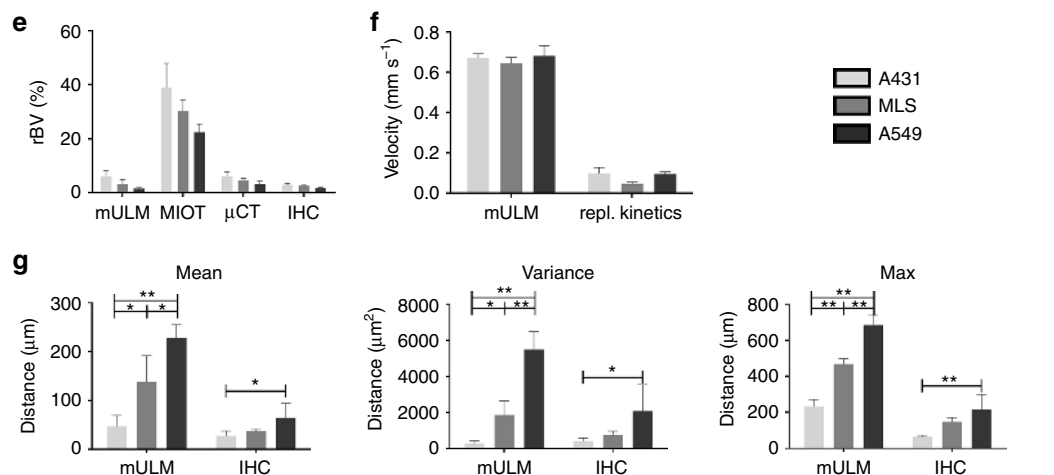 e
rBV (%)
60
40
20
0
mULM MIOT μCT IHC
f
Velocity (mm s⁻¹)
0.8
0.6
0.4
0.2
0.0
mULM repl. kinetics
A431
MLS
A549
g
Mean
Distance (μm)
300
200
100
0
**
* *
*
mULM IHC
Variance
Distance (μm²)
8000
6000
4000
2000
0
**
* **
*
mULM IHC
Max
Distance (μm)
800
600
400
200
0
**
** **
**
mULM IHC